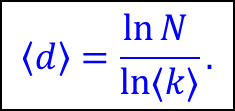 ⟨d⟩ = ln N / ln⟨k⟩.